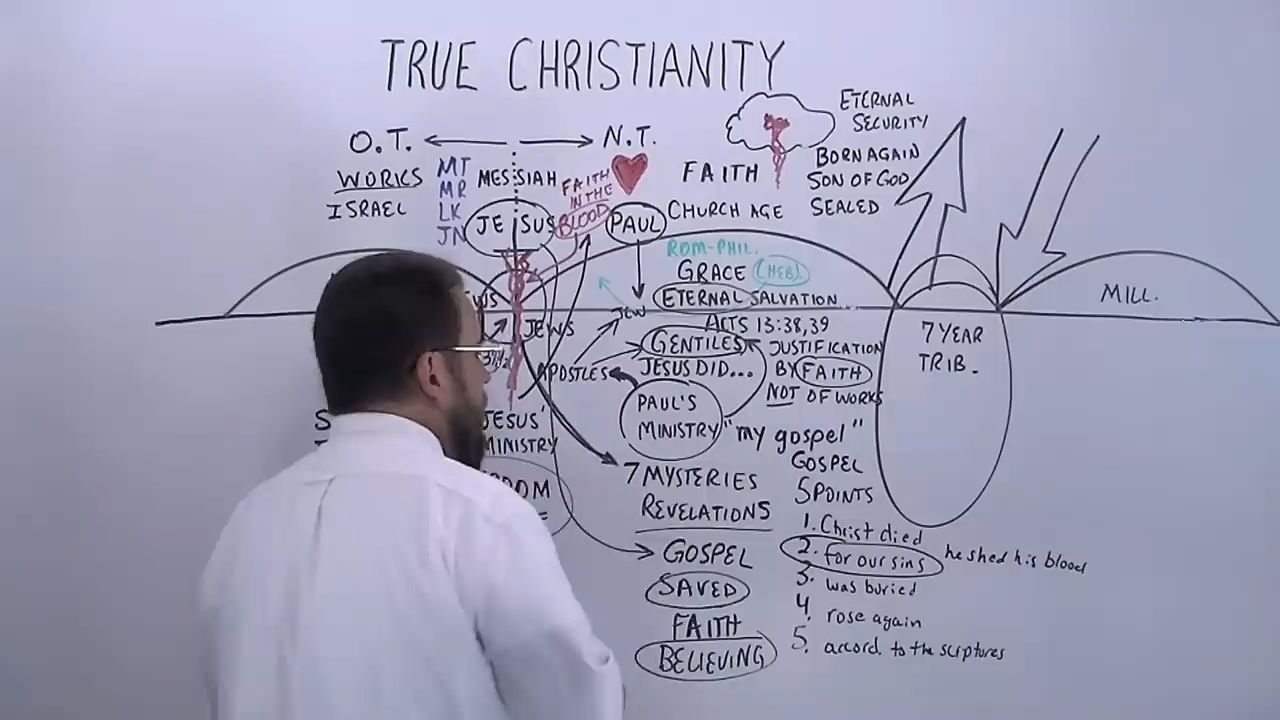 TRUE CHRISTIANITY
O.T.
N.T.
WORKS
ISRAEL
MT
MR
LK
JN
MESSIAH
JESUS
FAITH
IN THE
BLOOD
PAUL
FAITH
CHURCH AGE
ETERNAL
SECURITY
BORN AGAIN
SON OF GOD
SEALED
ROM-PHIL.
GRACE (HEB).
ETERNAL SALVATION
JEW
JEWS
3½
APOSTLES
ACTS 13:38,39
GENTILES
JESUS DID...
JUSTIFICATION
BY FAITH
NOT OF WORKS
PAUL'S
MINISTRY
"my gospel"
JESUS'
MINISTRY
7 MYSTERIES
REVELATIONS
GOSPEL
SAVED
FAITH
BELIEVING
GOSPEL
5 POINTS
1. Christ died
2. for our sins he shed his blood
3. was buried
4. rose again
5. accord. to the scriptures
7 YEAR
TRIB.
MILL.